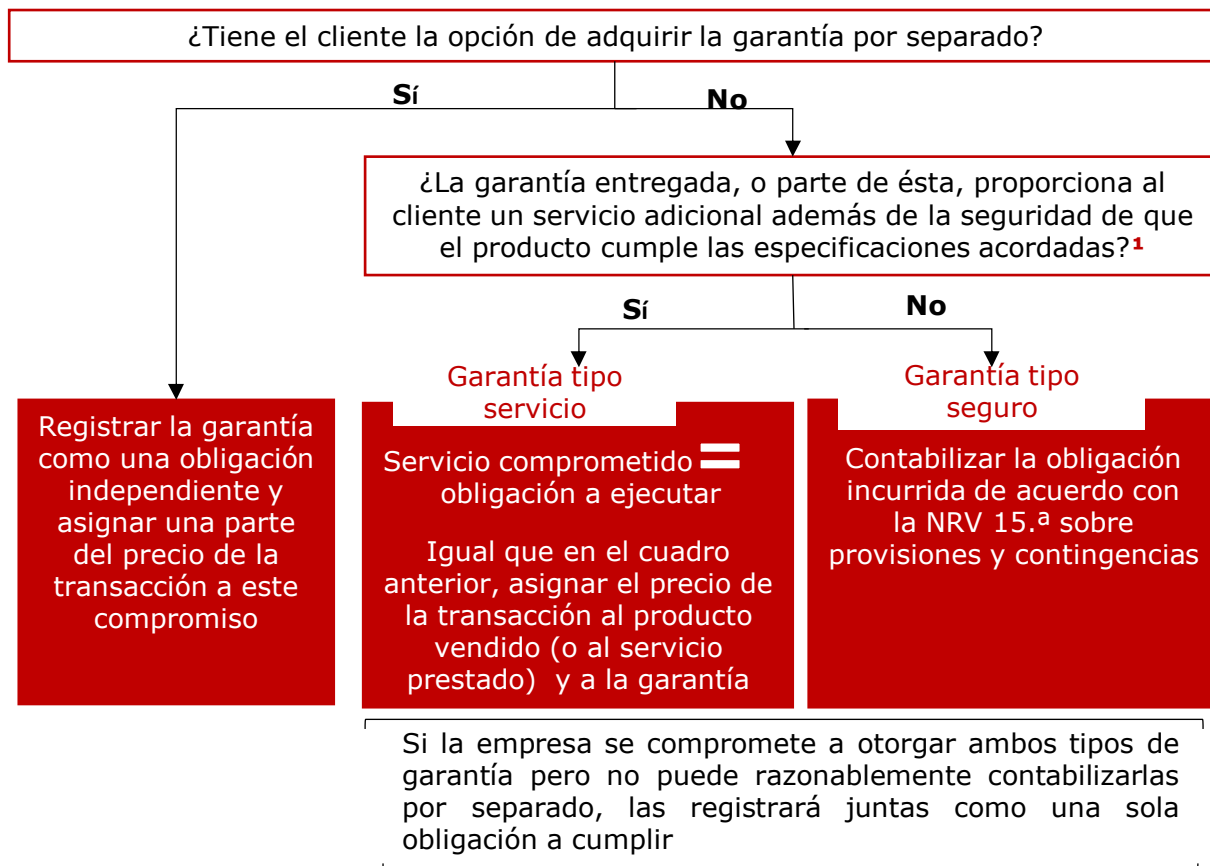 ¿Tiene el cliente la opción de adquirir la garantía por separado?
Sí
No
¿La garantía entregada, o parte de ésta, proporciona al
cliente un servicio adicional además de la seguridad de que
el producto cumple las especificaciones acordadas?¹
Sí
No
Registrar la garantía
como una obligación
independiente y
asignar una parte
del precio de la
transacción a este
compromiso
Garantía tipo
servicio
Servicio comprometido =
obligación a ejecutar
Igual que en el cuadro
anterior, asignar el precio de
la transacción al producto
vendido (o al servicio
prestado) y a la garantía
Garantía tipo
seguro
Contabilizar la obligación
incurrida de acuerdo con
la NRV 15.ª sobre
provisiones y contingencias
Si la empresa se compromete a otorgar ambos tipos de
garantía pero no puede razonablemente contabilizarlas
por separado, las registrará juntas como una sola
obligación a cumplir